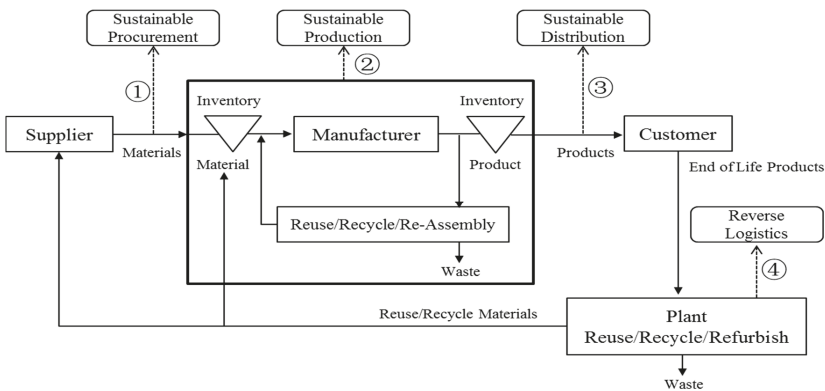 Sustainable
Procurement
Sustainable
Production
Sustainable
Distribution
①
②
③
Inventory
Inventory
Supplier
Manufacturer
Customer
Materials
Material
Product
Products
End of Life Products
Reuse/Recycle/Re-Assembly
Waste
Reverse
Logistics
④
Reuse/Recycle Materials
Plant
Reuse/Recycle/Refurbish
Waste